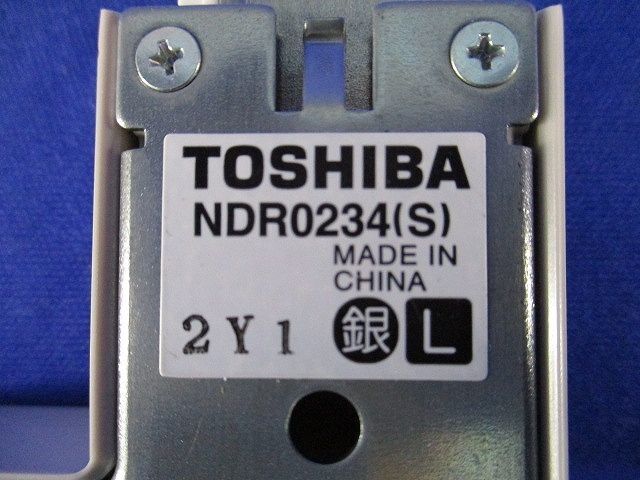 TOSHIBA
NDR0234(S)
MADE IN
CHINA
2Y1 銀 L